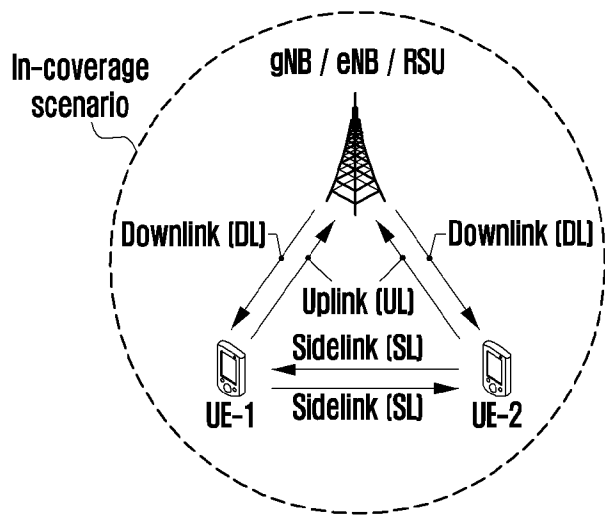 In-coverage
scenario
gNB / eNB / RSU
Downlink (DL)
Downlink (DL)
Uplink (UL)
Sidelink (SL)
Sidelink (SL)
UE-1
UE-2